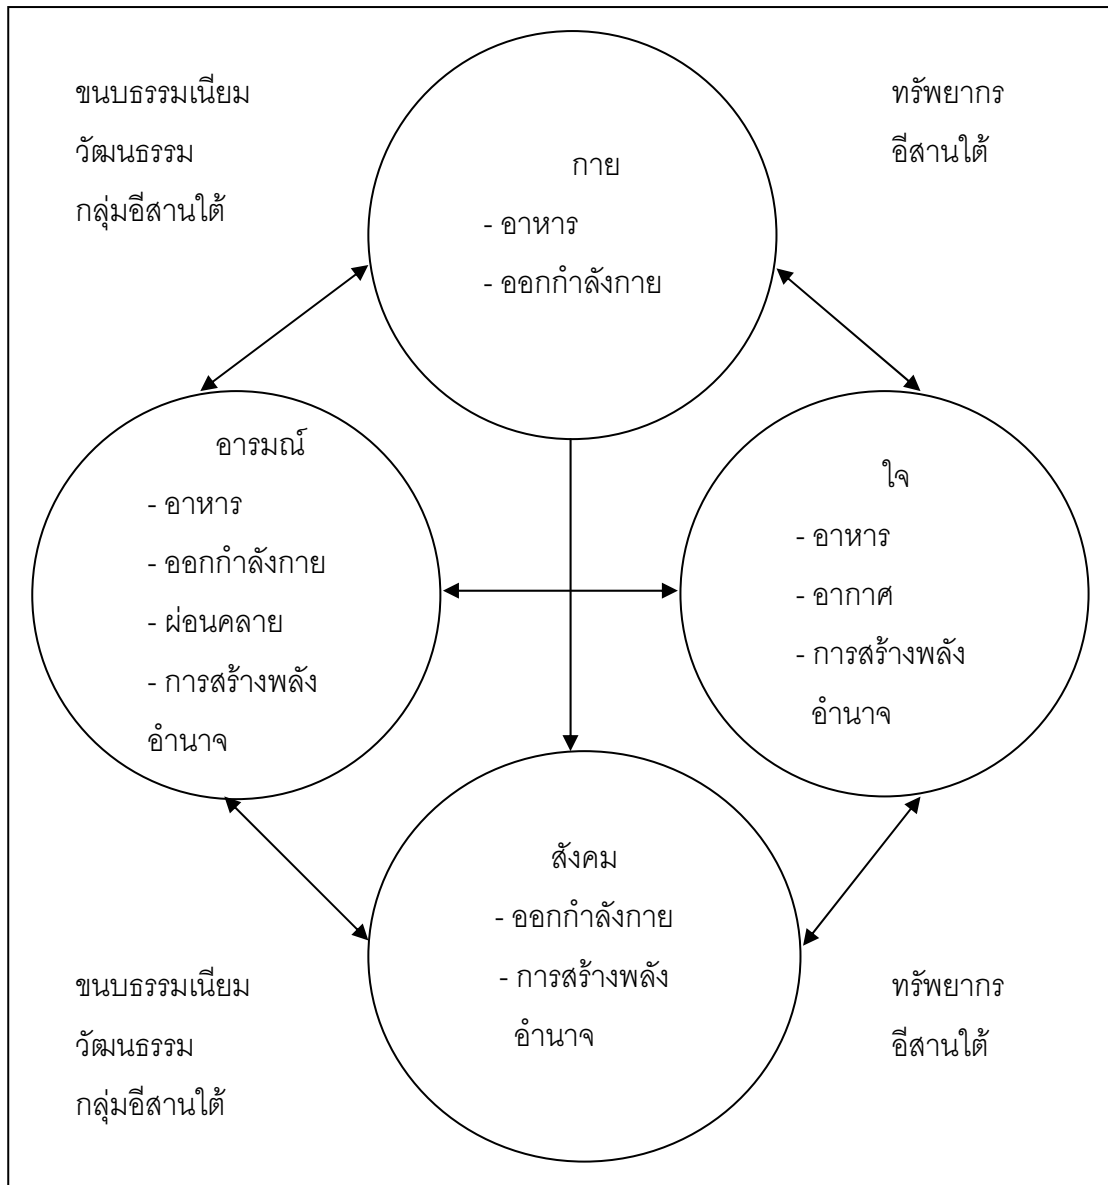 ขนบธรรมเนียม
วัฒนธรรม
กลุ่มอีสานใต้
ทรัพยากร
อีสานใต้
กาย
- อาหาร
- ออกกำลังกาย
อารมณ์
- อาหาร
- ออกกำลังกาย
- ผ่อนคลาย
- การสร้างพลัง
อำนาจ
ใจ
- อาหาร
- อากาศ
- การสร้างพลัง
อำนาจ
สังคม
- ออกกำลังกาย
- การสร้างพลัง
อำนาจ
ขนบธรรมเนียม
วัฒนธรรม
กลุ่มอีสานใต้
ทรัพยากร
อีสานใต้